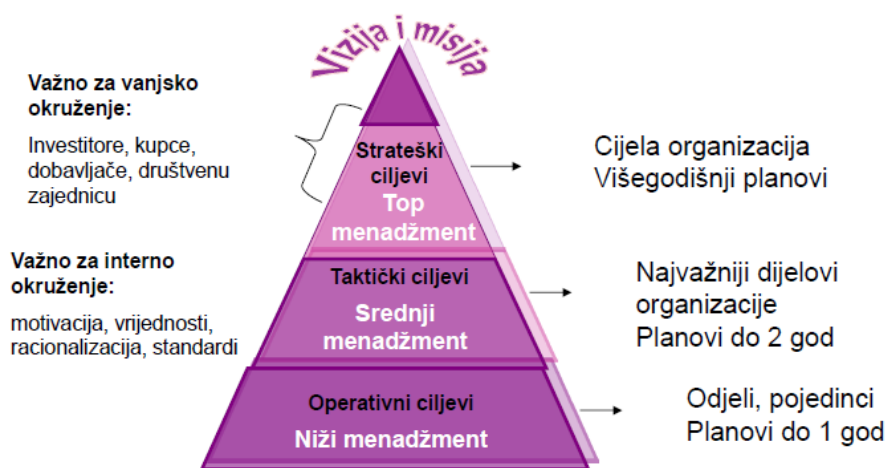 Vizija i misija
Važno za vanjsko
okruženje:
Investitore, kupce,
dobavljače, društvenu
zajednicu
Strateški
ciljevi
Top
menadžment
Cijela organizacija
Višegodišnji planovi
Važno za interno
okruženje:
motivacija, vrijednosti,
racionalizacija, standardi
Taktički ciljevi
Srednji
menadžment
Najvažniji dijelovi
organizacije
Planovi do 2 god
Operativni ciljevi
Niži menadžment
Odjeli, pojedinci
Planovi do 1 god